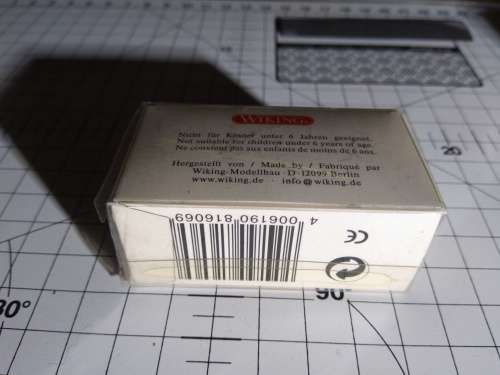 WIKING
Nicht für Kinder unter 6 Jahren geeignet.
Not suitable for children under 6 years of age.
Ne convient pas aux enfants de moins de 6 ans.
Hergestellt von / Made by / Fabriqué par
Wiking-Modellbau · D-12099 Berlin
www.wiking.de · info@wiking.de
4 006190 816069
CE
20
80°
90°